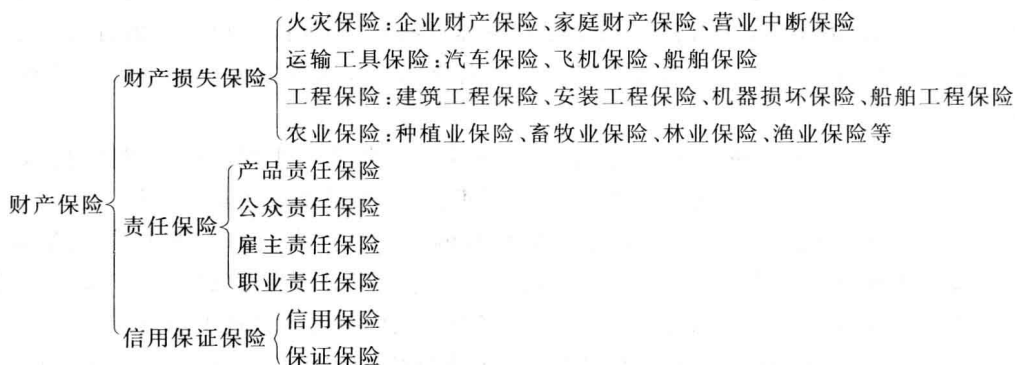 火灾保险:企业财产保险、家庭财产保险、营业中断保险
运输工具保险:汽车保险、飞机保险、船舶保险
财产损失保险
工程保险:建筑工程保险、安装工程保险、机器损坏保险、船舶工程保险
农业保险:种植业保险、畜牧业保险、林业保险、渔业保险等
产品责任保险
财产保险
公众责任保险
责任保险
雇主责任保险
职业责任保险
信用保险
信用保证保险
保证保险